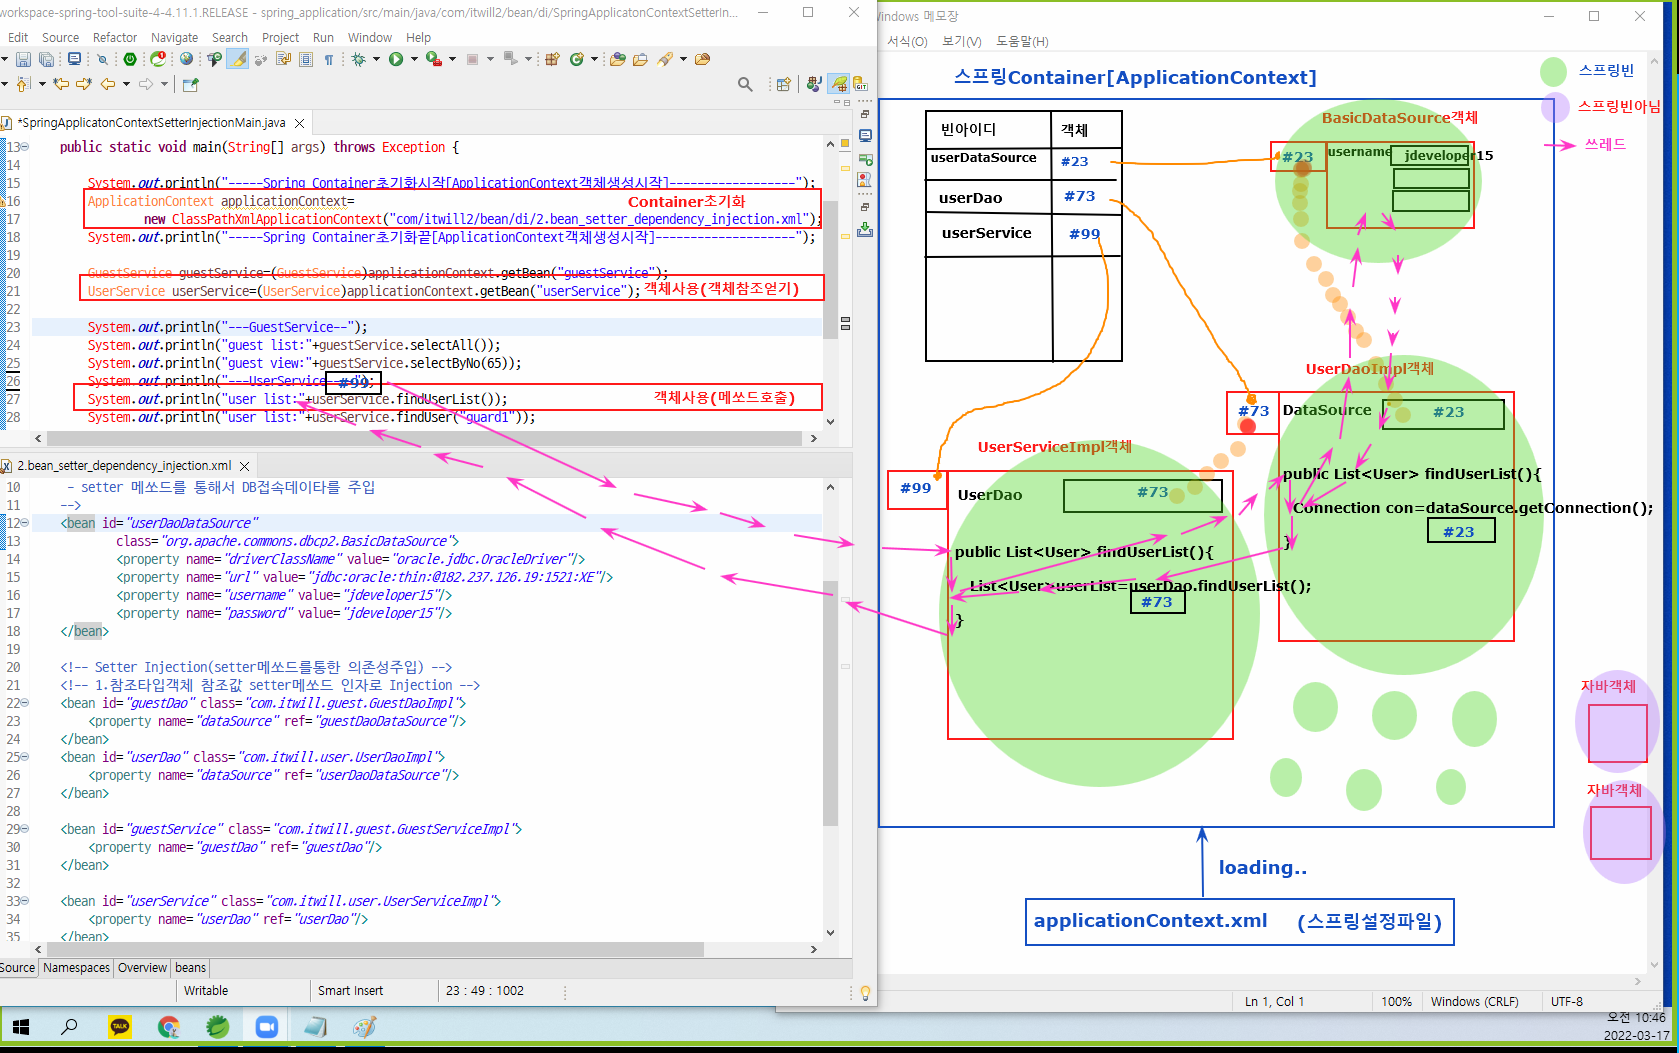 workspace-spring-tool-suite-4-4.11.1.RELEASE - spring_application/src/main/java/com/itwill2/bean/di/SpringApplicatonContextSetterIn...
Edit Source Refactor Navigate Search Project Run Window Help
*SpringApplicatonContextSetterInjectionMain.java
13 public static void main(String[] args) throws Exception {
14
15 System.out.println("-----Spring Container초기화시작[ApplicationContext객체생성시작]------------------");
16 ApplicationContext applicationContext=
Container초기화
17 new ClassPathXmlApplicationContext("com/itwill2/bean/di/2.bean_setter_dependency_injection.xml");
18 System.out.println("-----Spring Container초기화끝[ApplicationContext객체생성시작]--------------------");
19
20 GuestService guestService=(GuestService)applicationContext.getBean("guestService");
21 UserService userService=(UserService)applicationContext.getBean("userService");
객체사용(객체참조얻기)
22
23 System.out.println("---GuestService--");
24 System.out.println("guest list:"+guestService.selectAll());
25 System.out.println("guest view:"+guestService.selectByNo(65));
26 System.out.println("---UserService---");
#99
27 System.out.println("user list:"+userService.findUserList());
객체사용(메쏘드호출)
28 System.out.println("user list:"+userService.findUser("guard1"));
2.bean_setter_dependency_injection.xml
10 - setter 메쏘드를 통해서 DB접속데이타를 주입
11 -->
12 <bean id="userDaoDataSource"
13 class="org.apache.commons.dbcp2.BasicDataSource">
14 <property name="driverClassName" value="oracle.jdbc.OracleDriver"/>
15 <property name="url" value="jdbc:oracle:thin:@182.237.126.19:1521:XE"/>
16 <property name="username" value="jdeveloper15"/>
17 <property name="password" value="jdeveloper15"/>
18 </bean>
19
20 <!-- Setter Injection(setter메쏘드를통한 의존성주입) -->
21 <!-- 1.참조타입객체 참조값 setter메쏘드 인자로 Injection -->
22 <bean id="guestDao" class="com.itwill.guest.GuestDaoImpl">
23 <property name="dataSource" ref="guestDaoDataSource"/>
24 </bean>
25 <bean id="userDao" class="com.itwill.user.UserDaoImpl">
26 <property name="dataSource" ref="userDaoDataSource"/>
27 </bean>
28
29 <bean id="guestService" class="com.itwill.guest.GuestServiceImpl">
30 <property name="guestDao" ref="guestDao"/>
31 </bean>
32
33 <bean id="userService" class="com.itwill.user.UserServiceImpl">
34 <property name="userDao" ref="userDao"/>
35 </bean>
Source Namespaces Overview beans
Writable Smart Insert 23 : 49 : 1002
Windows 메모장
서식(O) 보기(V) 도움말(H)
스프링Container[ApplicationContext]
스프링빈
스프링빈아님
쓰레드
빈아이디 객체
userDataSource #23
userDao #73
userService #99
BasicDataSource객체
#23 username jdeveloper15
UserDaoImpl객체
#73 DataSource #23
public List<User> findUserList(){
Connection con=dataSource.getConnection();
#23
}
UserServiceImpl객체
#99 UserDao #73
public List<User> findUserList(){
List<User>userList=userDao.findUserList();
#73
}
자바객체
자바객체
loading..
applicationContext.xml (스프링설정파일)
Ln 1, Col 1 100% Windows (CRLF) UTF-8
TALK
오전 10:46
2022-03-17